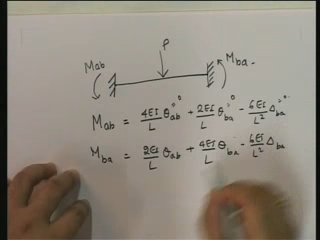 P
Mab
Mba
Mab = 4EI/L θab + 2EI/L θba - 6EI/L² Δba
Mba = 2EI/L θab + 4EI/L θba - 6EI/L² Δba